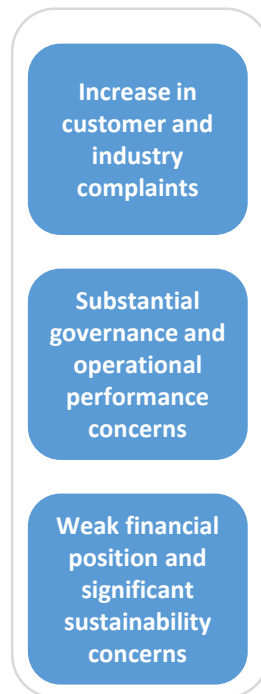 Increase in
customer and
industry
complaints
Substantial
governance and
operational
performance
concerns
Weak financial
position and
significant
sustainability
concerns